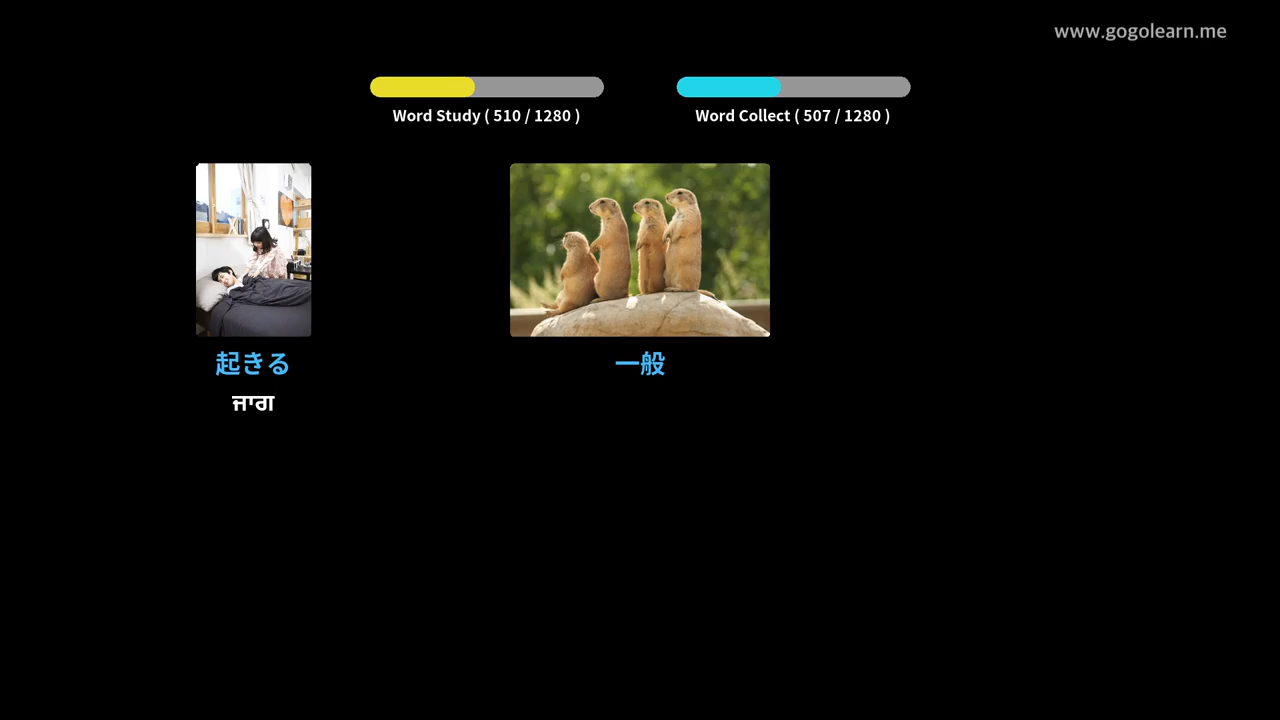 www.gogolearn.me
Word Study ( 510 / 1280 )
Word Collect ( 507 / 1280 )
起きる
ਜਾਗ
一般